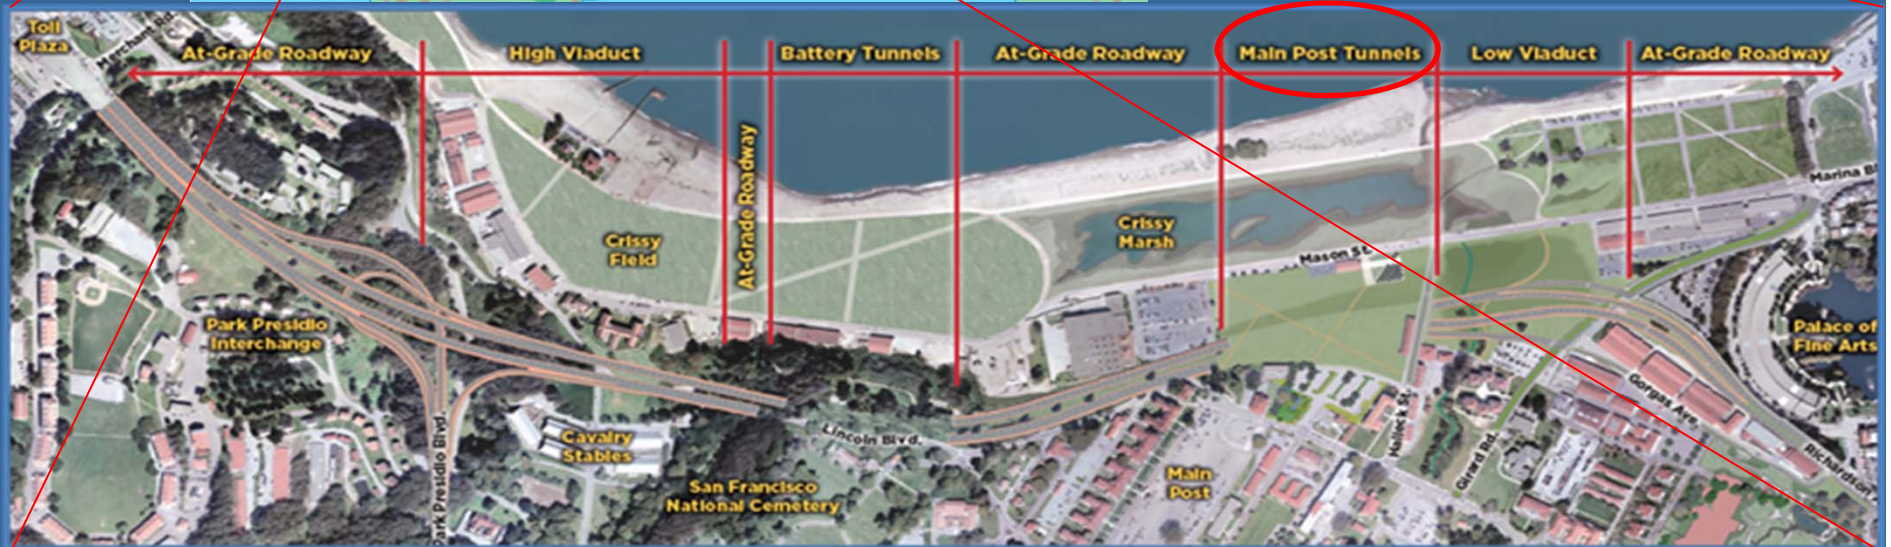 Toll
Plaza
Merchant Rd.
At-Grade Roadway
High Viaduct
At-Grade Roadway
Battery Tunnels
At-Grade Roadway
Main Post Tunnels
Low Viaduct
At-Grade Roadway
Crissy
Field
Crissy
Marsh
Mason St.
Marina B
Park Presidio
Interchange
Palace of
Fine Arts
Park Presidio Blvd.
Cavalry
Stables
Lincoln Blvd.
San Francisco
National Cemetery
Main
Post
Halleck St.
Girard Rd.
Gorgas Ave.
Richardson